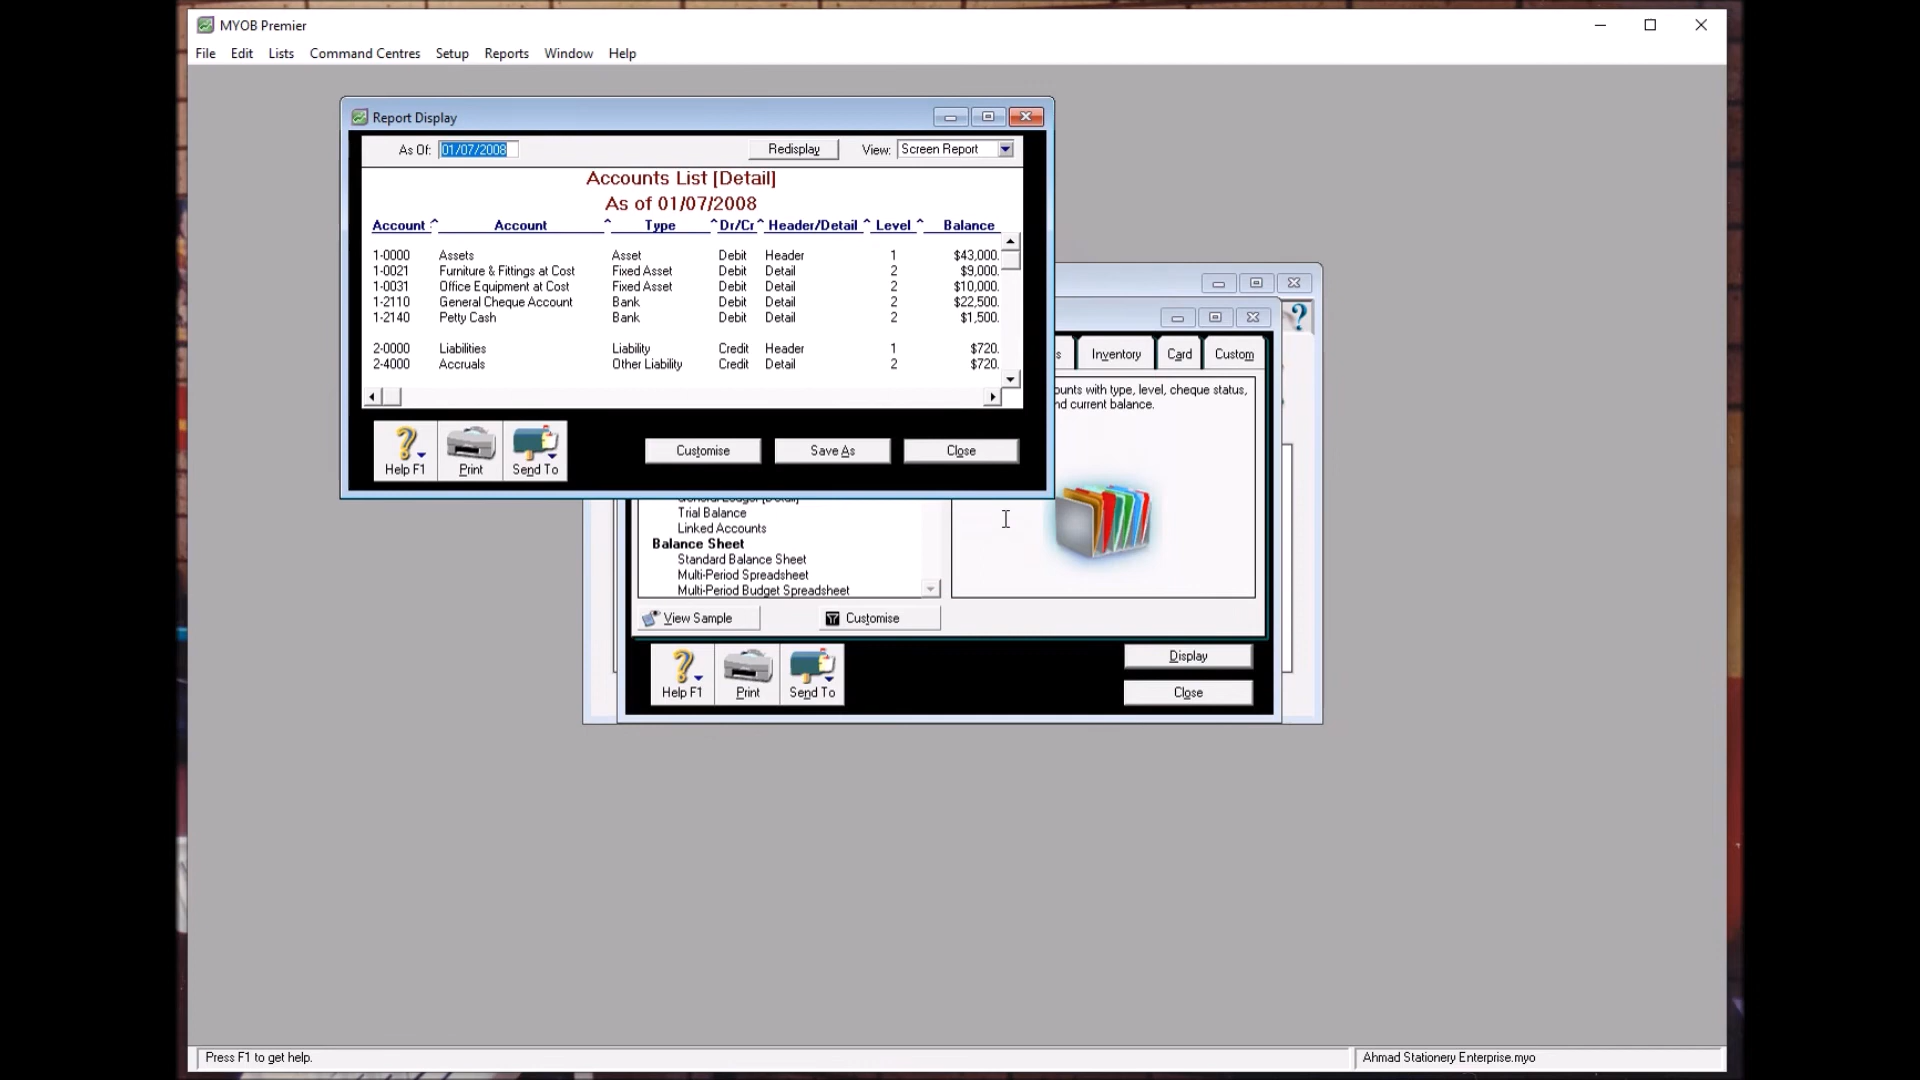 MYOB Premier
File Edit Lists Command Centres Setup Reports Window Help
Report Display
As Of: 01/07/2008 Redisplay View: Screen Report
Accounts List [Detail]
As of 01/07/2008
Account Account Type Dr/Cr Header/Detail Level Balance
1-0000 Assets Asset Debit Header 1 $43,000.
1-0021 Furniture & Fittings at Cost Fixed Asset Debit Detail 2 $9,000.
1-0031 Office Equipment at Cost Fixed Asset Debit Detail 2 $10,000.
1-2110 General Cheque Account Bank Debit Detail 2 $22,500.
1-2140 Petty Cash Bank Debit Detail 2 $1,500.
2-0000 Liabilities Liability Credit Header 1 $720.
2-4000 Accruals Other Liability Credit Detail 2 $720.
Help F1 Print Send To Customise Save As Close
s Inventory Card Custom
ounts with type, level, cheque status,
nd current balance.
General Ledger [Detail]
Trial Balance
Linked Accounts
Balance Sheet
Standard Balance Sheet
Multi-Period Spreadsheet
Multi-Period Budget Spreadsheet
View Sample Customise
Help F1 Print Send To Display
Close
Press F1 to get help. Ahmad Stationery Enterprise.myo